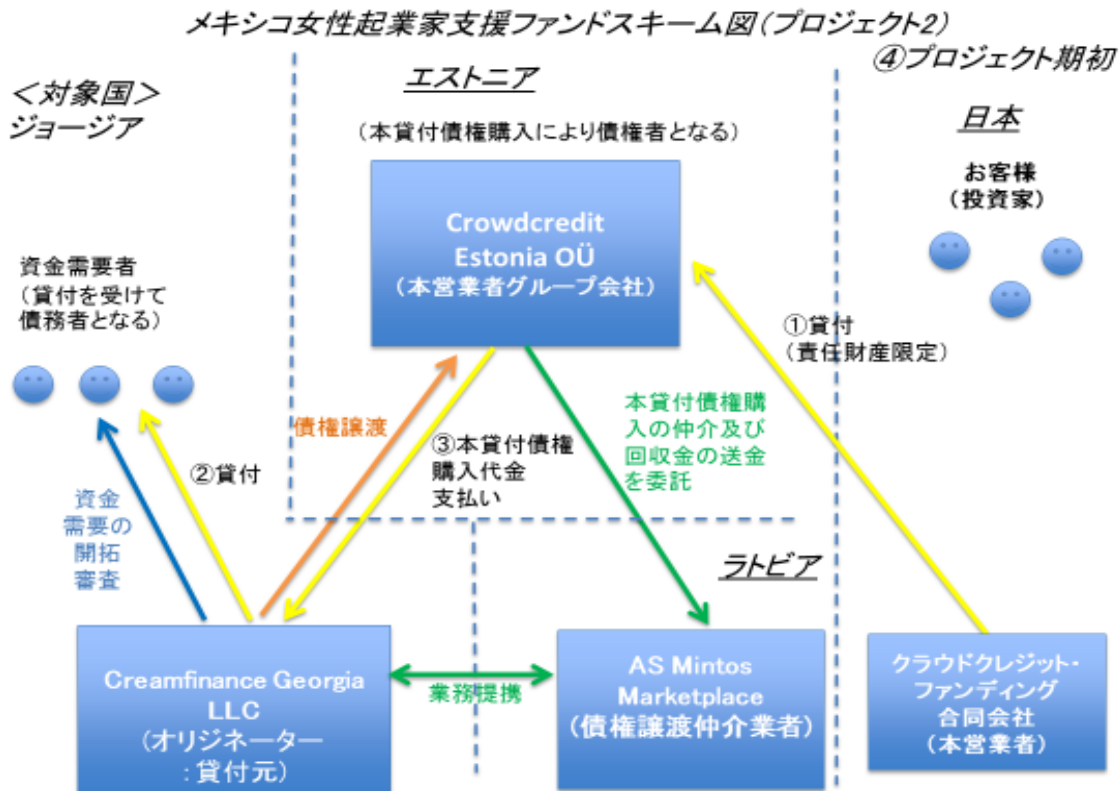 メキシコ女性起業家支援ファンドスキーム図(プロジェクト2)
④プロジェクト期初
<対象国>
ジョージア
エストニア
日本
(本貸付債権購入により債権者となる)
お客様
(投資家)
Crowdcredit
Estonia OÜ
(本営業者グループ会社)
資金需要者
(貸付を受けて
債務者となる)
①貸付
(責任財産限定)
債権譲渡
②貸付
③本貸付債権
購入代金
支払い
本貸付債権購
入の仲介及び
回収金の送金
を委託
資金
需要の
開拓
審査
ラトビア
Creamfinance Georgia
LLC
(オリジネーター
:貸付元)
業務提携
AS Mintos
Marketplace
(債権譲渡仲介業者)
クラウドクレジット・
ファンディング
合同会社
(本営業者)